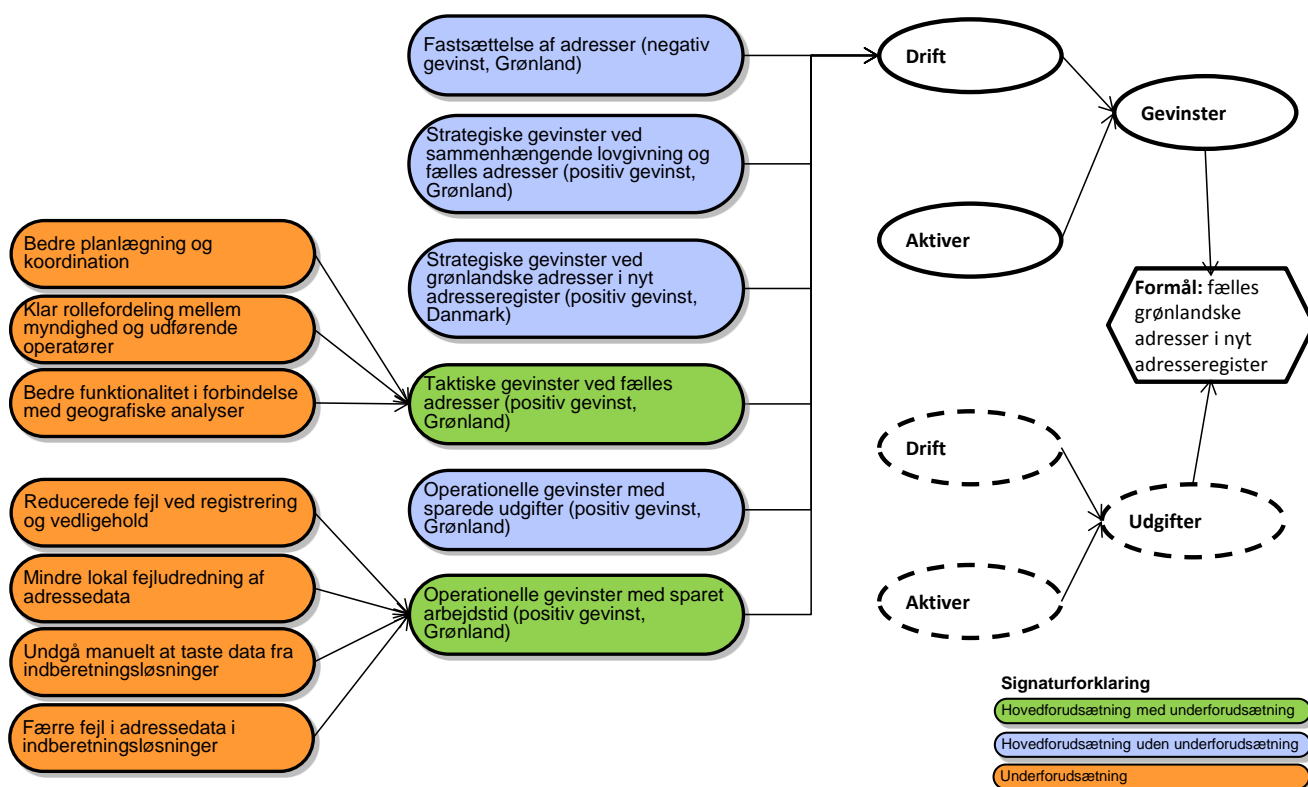 Fastsættelse af adresser (negativ
gevinst, Grønland)
Strategiske gevinster ved
sammenhængende lovgivning og
fælles adresser (positiv gevinst,
Grønland)
Strategiske gevinster ved
grønlandske adresser i nyt
adresseregister (positiv gevinst,
Danmark)
Taktiske gevinster ved fælles
adresser (positiv gevinst,
Grønland)
Operationelle gevinster med
sparede udgifter (positiv gevinst,
Grønland)
Operationelle gevinster med sparet
arbejdstid (positiv gevinst,
Grønland)
Bedre planlægning og
koordination
Klar rollefordeling mellem
myndighed og udførende
operatører
Bedre funktionalitet i forbindelse
med geografiske analyser
Reducerede fejl ved registrering
og vedligehold
Mindre lokal fejludredning af
adressedata
Undgå manuelt at taste data fra
indberetningsløsninger
Færre fejl i adressedata i
indberetningsløsninger
Drift
Aktiver
Gevinster
Formål: fælles
grønlandske
adresser i nyt
adresseregister
Drift
Aktiver
Udgifter
Signaturforklaring
Hovedforudsætning med underforudsætning
Hovedforudsætning uden underforudsætning
Underforudsætning